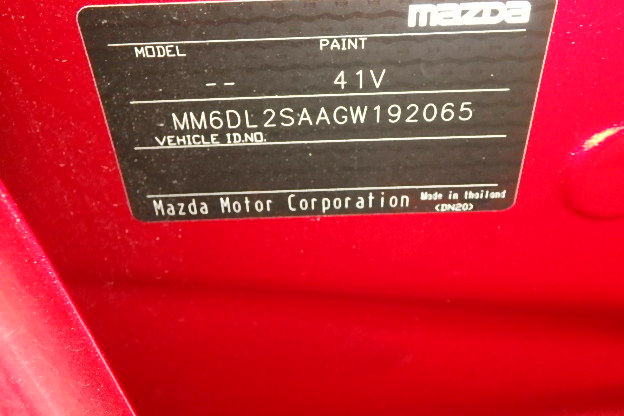 mazda
MODEL PAINT
-- 41V
MM6DL2SAAGW192065
VEHICLE ID.NO.
Mazda Motor Corporation Made in thailand
<DN20>